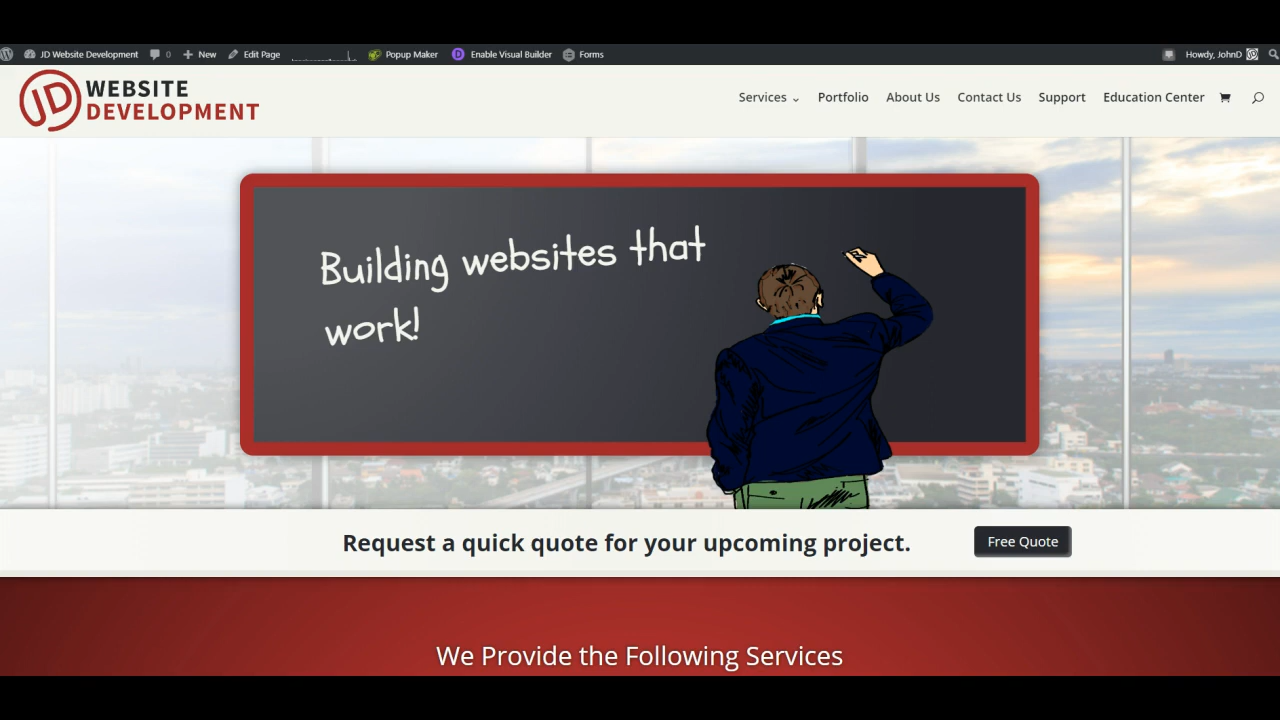 JD Website Development 0 New Edit Page Popup Maker Enable Visual Builder Forms Howdy, JohnD
JD WEBSITE
DEVELOPMENT
Services Portfolio About Us Contact Us Support Education Center
Building websites that
work!
Request a quick quote for your upcoming project. Free Quote
We Provide the Following Services